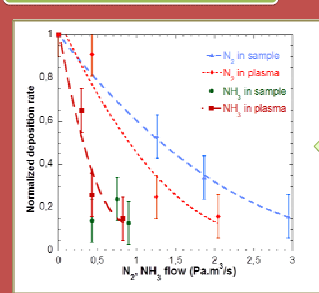 1
0,8
0,6
0,4
0,2
0
Normalized deposition rate
N₂ in sample
N₂ in plasma
NH₃ in sample
NH₃ in plasma
0 0,5 1 1,5 2 2,5 3
N₂, NH₃ flow (Pa.m³/s)